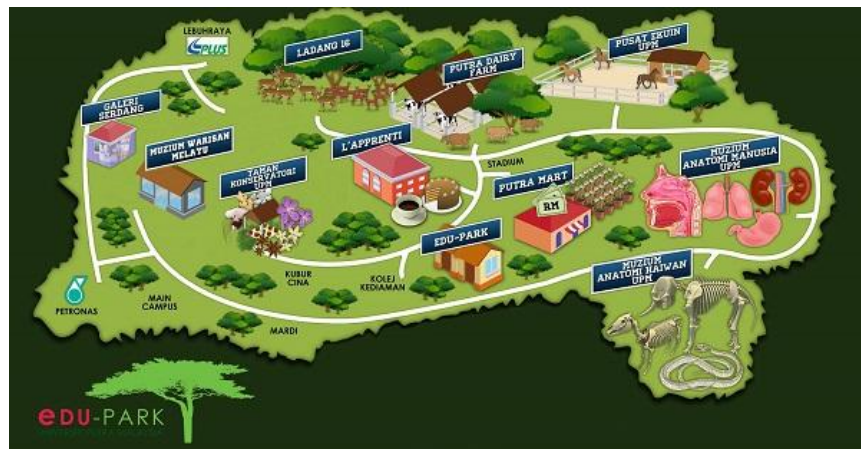 LEBUHRAYA
PLUS
LADANG 16
PUTRA DAIRY
FARM
PUSAT EKUIN
UPM
GALERI
SERDANG
MUZIUM WARISAN
MELAYU
TAMAN
KONSERVATORI
UPM
L'APPRENTI
STADIUM
PUTRA MART
RM
MUZIUM
ANATOMI MANUSIA
UPM
EDU-PARK
MUZIUM
ANATOMI HAIWAN
UPM
KUBUR
CINA
KOLEJ
KEDIAMAN
PETRONAS
MAIN
CAMPUS
MARDI
eDU-PARK